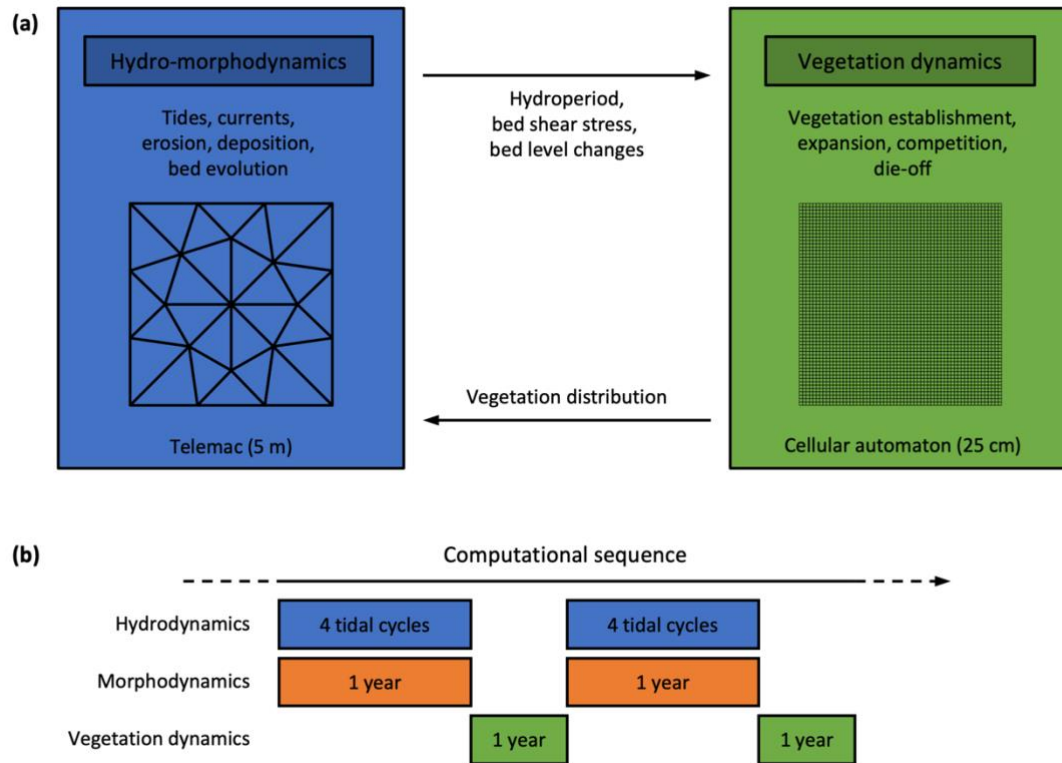 (a)
Hydro-morphodynamics
Tides, currents,
erosion, deposition,
bed evolution
Telemac (5 m)
Hydroperiod,
bed shear stress,
bed level changes
Vegetation distribution
Vegetation dynamics
Vegetation establishment,
expansion, competition,
die-off
Cellular automaton (25 cm)
(b)
Computational sequence
Hydrodynamics
4 tidal cycles
4 tidal cycles
Morphodynamics
1 year
1 year
Vegetation dynamics
1 year
1 year